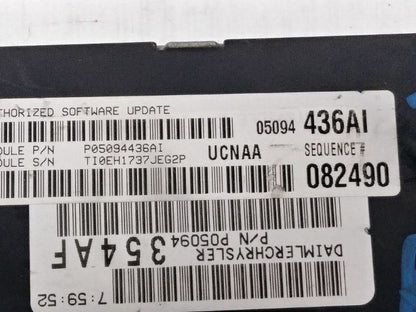 THORIZED SOFTWARE UPDATE
DULE P/N P05094436AI
DULE S/N TI0EH1737JEG2P
UCNAA
05094 436AI
SEQUENCE #
082490
DAIMLERCHRYSLER
P/N P05094 354AF
7:59:52